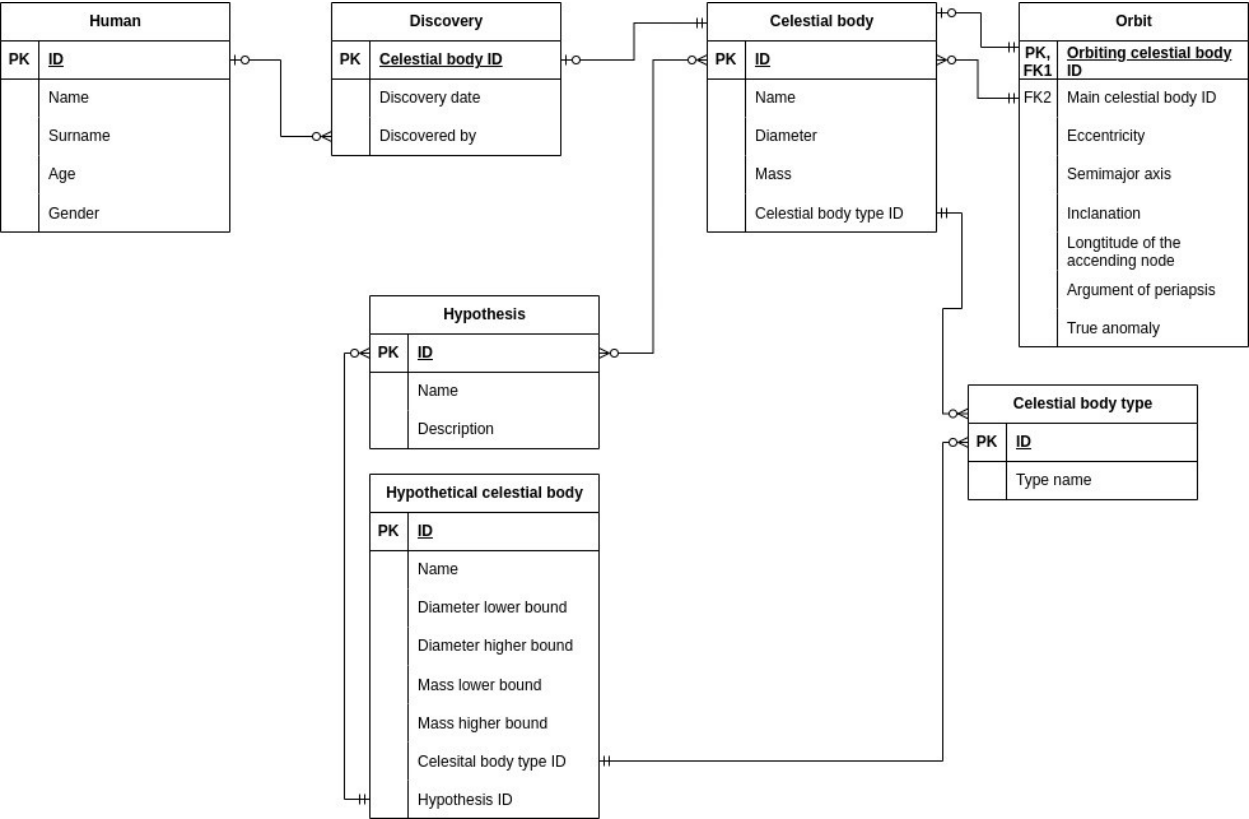 Human
PK ID
Name
Surname
Age
Gender
Discovery
PK Celestial body ID
Discovery date
Discovered by
Celestial body
PK ID
Name
Diameter
Mass
Celestial body type ID
Orbit
PK, FK1 Orbiting celestial body
ID
FK2 Main celestial body ID
Eccentricity
Semimajor axis
Inclanation
Longtitude of the
accending node
Argument of periapsis
True anomaly
Hypothesis
PK ID
Name
Description
Celestial body type
PK ID
Type name
Hypothetical celestial body
PK ID
Name
Diameter lower bound
Diameter higher bound
Mass lower bound
Mass higher bound
Celesital body type ID
Hypothesis ID